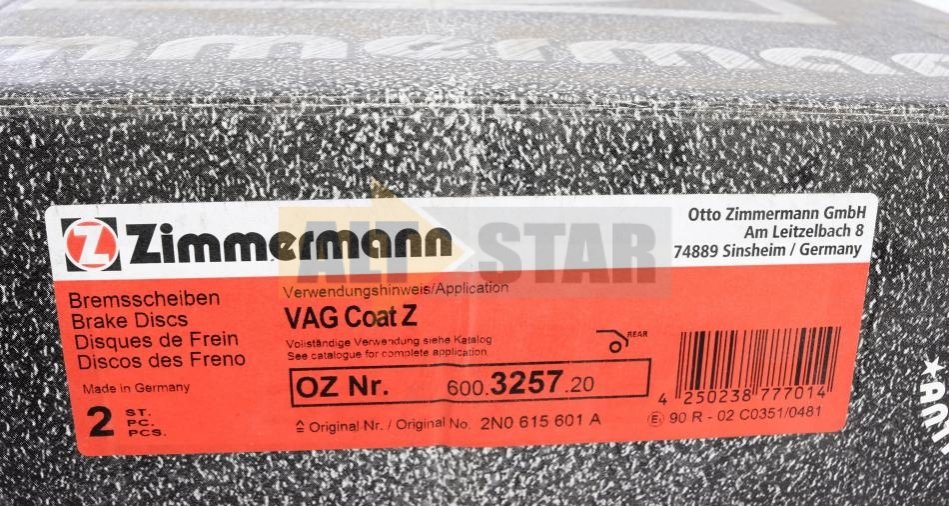 Zimmermann
Otto Zimmermann GmbH
Am Leitzelbach 8
74889 Sinsheim / Germany
ALT STAR
Bremsscheiben
Brake Discs
Disques de Frein
Discos des Freno
Made in Germany
2 ST.
PC.
PCS.
Verwendungshinweis/Application
VAG Coat Z
Vollständige Verwendung siehe Katalog
See catalogue for complete application
REAR
OZ Nr. 600.3257.20
≙ Original-Nr. / Original No. 2N0 615 601 A
4 250238 777014
E1 90 R - 02 C0351/0481